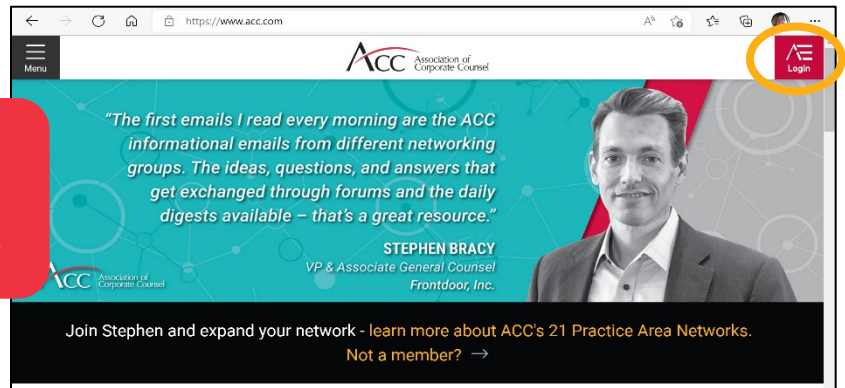 https://www.acc.com
Menu
ACC Association of
Corporate Counsel
Login
“The first emails I read every morning are the ACC
informational emails from different networking
groups. The ideas, questions, and answers that
get exchanged through forums and the daily
digests available – that’s a great resource.”
STEPHEN BRACY
VP & Associate General Counsel
Frontdoor, Inc.
ACC Association of
Corporate Counsel
Join Stephen and expand your network - learn more about ACC's 21 Practice Area Networks.
Not a member? →